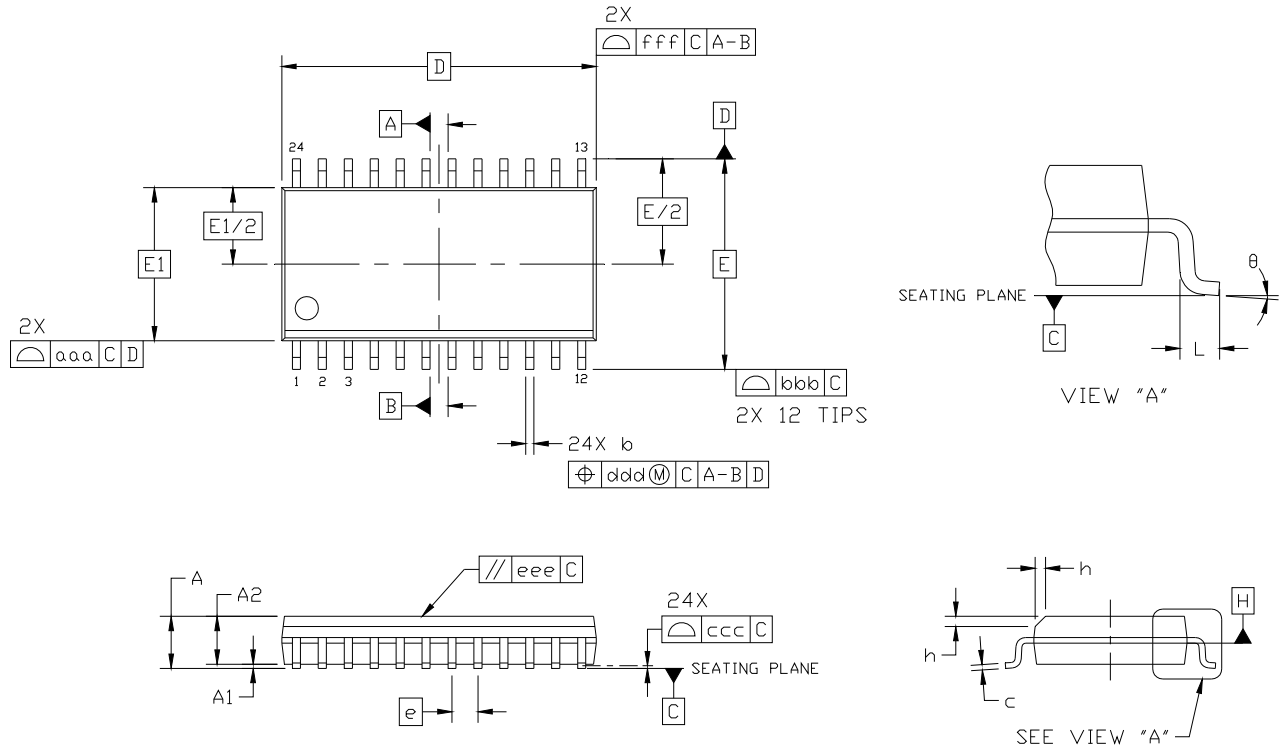 2X
fff C A-B
D
A
D
24
13
E1/2
E/2
E1
E
θ
SEATING PLANE
C
L
VIEW "A"
2X
aaa C D
1 2 3
12
B
bbb C
2X 12 TIPS
24X b
ddd Ⓜ C A-B D
// eee C
A
A2
24X
ccc C
SEATING PLANE
A1
e
C
h
H
h
c
SEE VIEW "A"